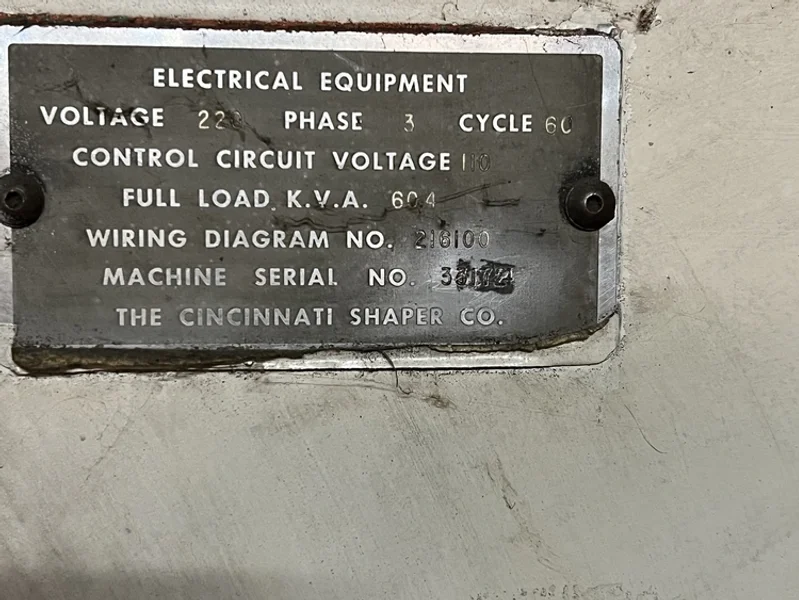 ELECTRICAL EQUIPMENT
VOLTAGE PHASE 3 CYCLE 60
CONTROL CIRCUIT VOLTAGE 110
FULL LOAD K.V.A. 60.4
WIRING DIAGRAM NO. 216100
MACHINE SERIAL NO.
THE CINCINNATI SHAPER CO.